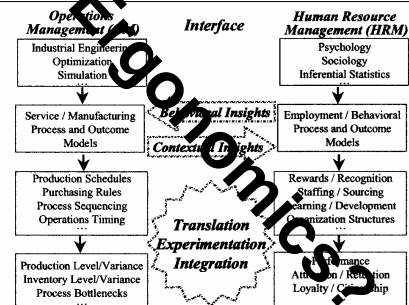 Operations
Management (OM)
Industrial Engineering
Optimization
Simulation
...
Service / Manufacturing
Process and Outcome
Models
Production Schedules
Purchasing Rules
Process Sequencing
Operations Timing
Production Level/Variance
Inventory Level/Variance
Process Bottlenecks
Interface
Behavioral Insights
Contextual Insights
Translation
Experimentation
Integration
Human Resource
Management (HRM)
Psychology
Sociology
Inferential Statistics
...
Employment / Behavioral
Process and Outcome
Models
Rewards / Recognition
Staffing / Sourcing
Learning / Development
Organization Structures
Performance
Attraction / Retention
Loyalty / Citizenship
Ergonomics?